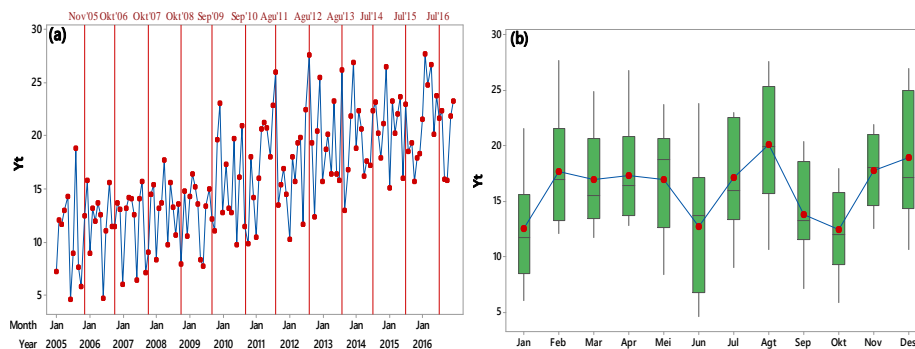 Nov'05 Okt'06 Okt'07 Okt'08 Sep'09 Sep'10 Agu'11 Agu'12 Agu'13 Jul'14 Jul'15 Jul'16
(a)
30
25
20
15
10
5
Yt
Month Jan Jan Jan Jan Jan Jan Jan Jan Jan Jan Jan Jan
Year 2005 2006 2007 2008 2009 2010 2011 2012 2013 2014 2015 2016
(b)
30
25
20
15
10
5
Yt
Jan Feb Mar Apr Mei Jun Jul Agt Sep Okt Nov Des